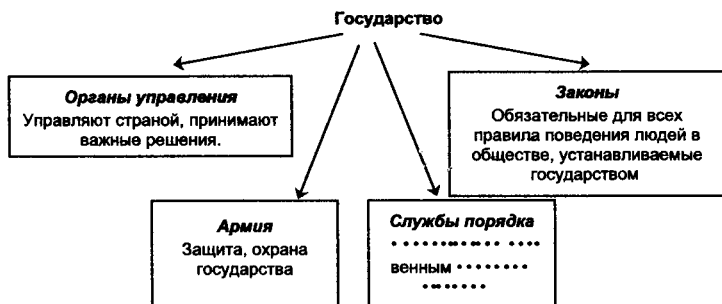 Государство
Органы управления
Управляют страной, принимают
важные решения.
Законы
Обязательные для всех
правила поведения людей в
обществе, устанавливаемые
государством
Армия
Защита, охрана
государства
Службы порядка
венным